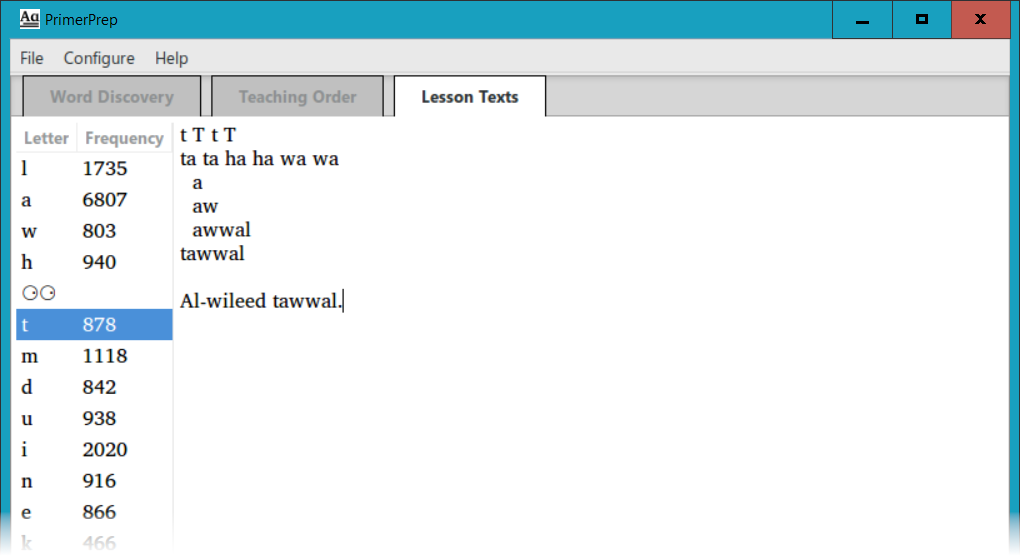 Aa PrimerPrep
File Configure Help
Word Discovery Teaching Order Lesson Texts
Letter Frequency
l 1735
a 6807
w 803
h 940
t 878
m 1118
d 842
u 938
i 2020
n 916
e 866
k 466
t T t T
ta ta ha ha wa wa
a
aw
awwal
tawwal
Al-wileed tawwal.